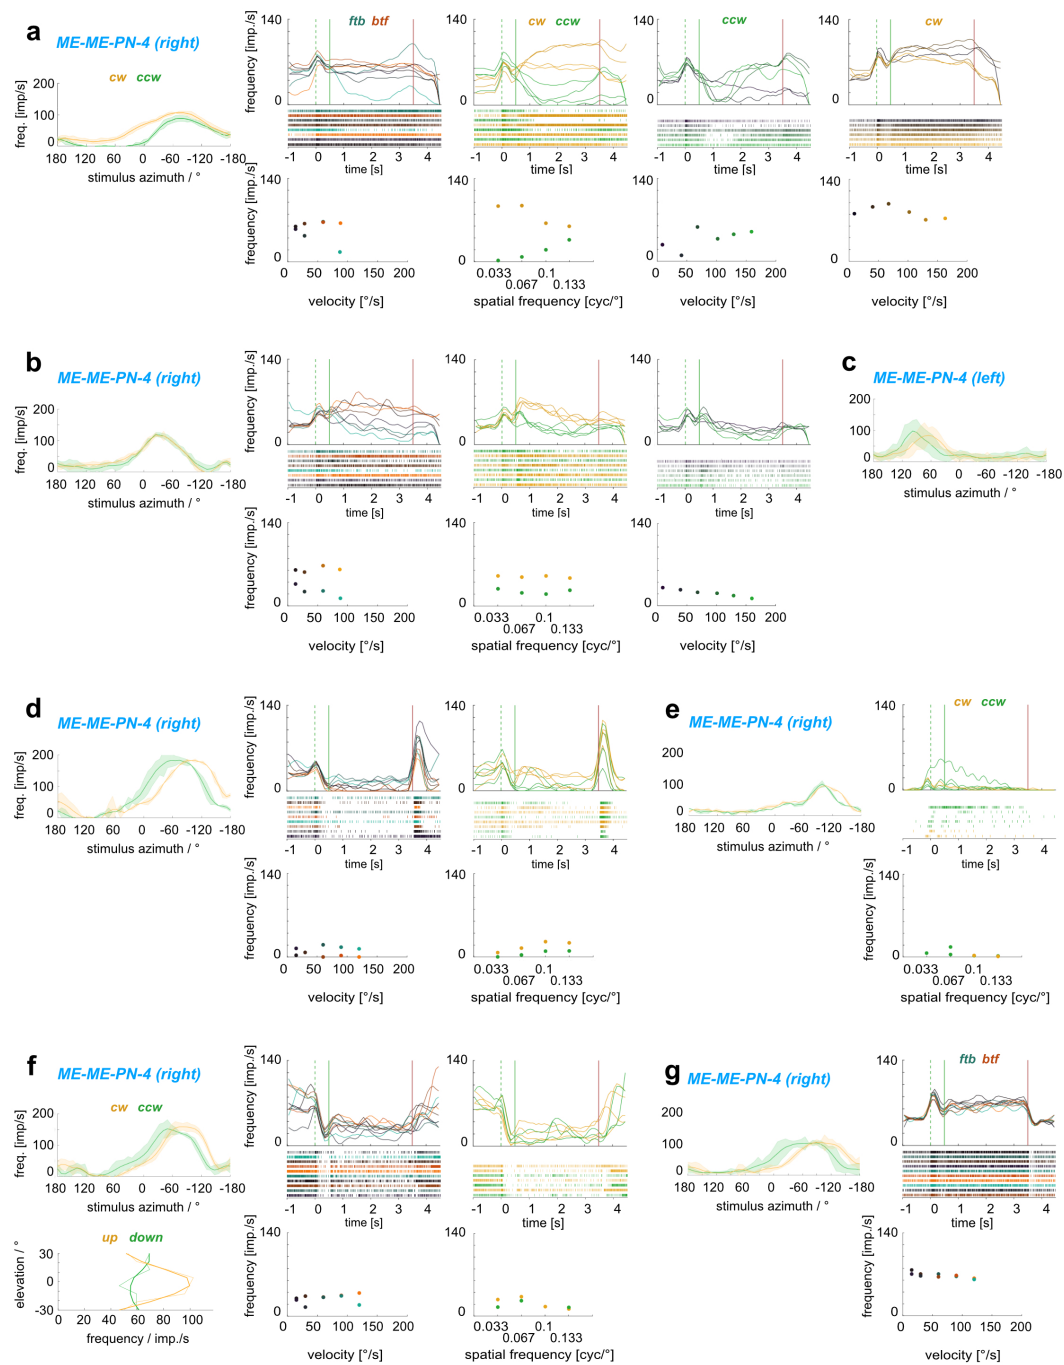 a
ME-ME-PN-4 (right)
cw ccw
freq. [imp/s]
200
100
0
180 120 60 0 -60 -120 -180
stimulus azimuth / °
frequency [imp./s]
140
0
ftb btf
cw ccw
ccw
cw
-1 0 1 2 3 4
time [s]
-1 0 1 2 3 4
time [s]
-1 0 1 2 3 4
time [s]
-1 0 1 2 3 4
time [s]
frequency [imp./s]
140
0
0 50 100 150 200
velocity [°/s]
140
0
0.033 0.1
0.067 0.133
spatial frequency [cyc/°]
140
0
0 50 100 150 200
velocity [°/s]
140
0
0 50 100 150 200
velocity [°/s]
b
ME-ME-PN-4 (right)
freq. [imp/s]
200
100
0
180 120 60 0 -60 -120 -180
stimulus azimuth / °
frequency [imp./s]
140
0
-1 0 1 2 3 4
time [s]
140
0
-1 0 1 2 3 4
time [s]
140
0
-1 0 1 2 3 4
time [s]
frequency [imp./s]
140
0
0 50 100 150 200
velocity [°/s]
140
0
0.033 0.1
0.067 0.133
spatial frequency [cyc/°]
140
0
0 50 100 150 200
velocity [°/s]
c
ME-ME-PN-4 (left)
200
100
0
180 120 60 0 -60 -120 -180
stimulus azimuth / °
d
ME-ME-PN-4 (right)
freq. [imp/s]
200
100
0
180 120 60 0 -60 -120 -180
stimulus azimuth / °
frequency [imp./s]
140
0
-1 0 1 2 3 4
time [s]
140
0
-1 0 1 2 3 4
time [s]
frequency [imp./s]
140
0
0 50 100 150 200
velocity [°/s]
140
0
0.033 0.1
0.067 0.133
spatial frequency [cyc/°]
e
ME-ME-PN-4 (right)
200
100
0
180 120 60 0 -60 -120 -180
stimulus azimuth / °
cw ccw
140
0
-1 0 1 2 3 4
time [s]
frequency [imp./s]
140
0
0.033 0.1
0.067 0.133
spatial frequency [cyc/°]
f
ME-ME-PN-4 (right)
cw ccw
freq. [imp/s]
200
100
0
180 120 60 0 -60 -120 -180
stimulus azimuth / °
up down
elevation / °
30
0
-30
0 20 40 60 80 100
frequency / imp./s
frequency [imp./s]
140
0
-1 0 1 2 3 4
time [s]
140
0
-1 0 1 2 3 4
time [s]
frequency [imp./s]
140
0
0 50 100 150 200
velocity [°/s]
140
0
0.033 0.1
0.067 0.133
spatial frequency [cyc/°]
g
ME-ME-PN-4 (right)
200
100
0
180 120 60 0 -60 -120 -180
stimulus azimuth / °
ftb btf
140
0
-1 0 1 2 3 4
time [s]
frequency [imp./s]
140
0
0 50 100 150 200
velocity [°/s]